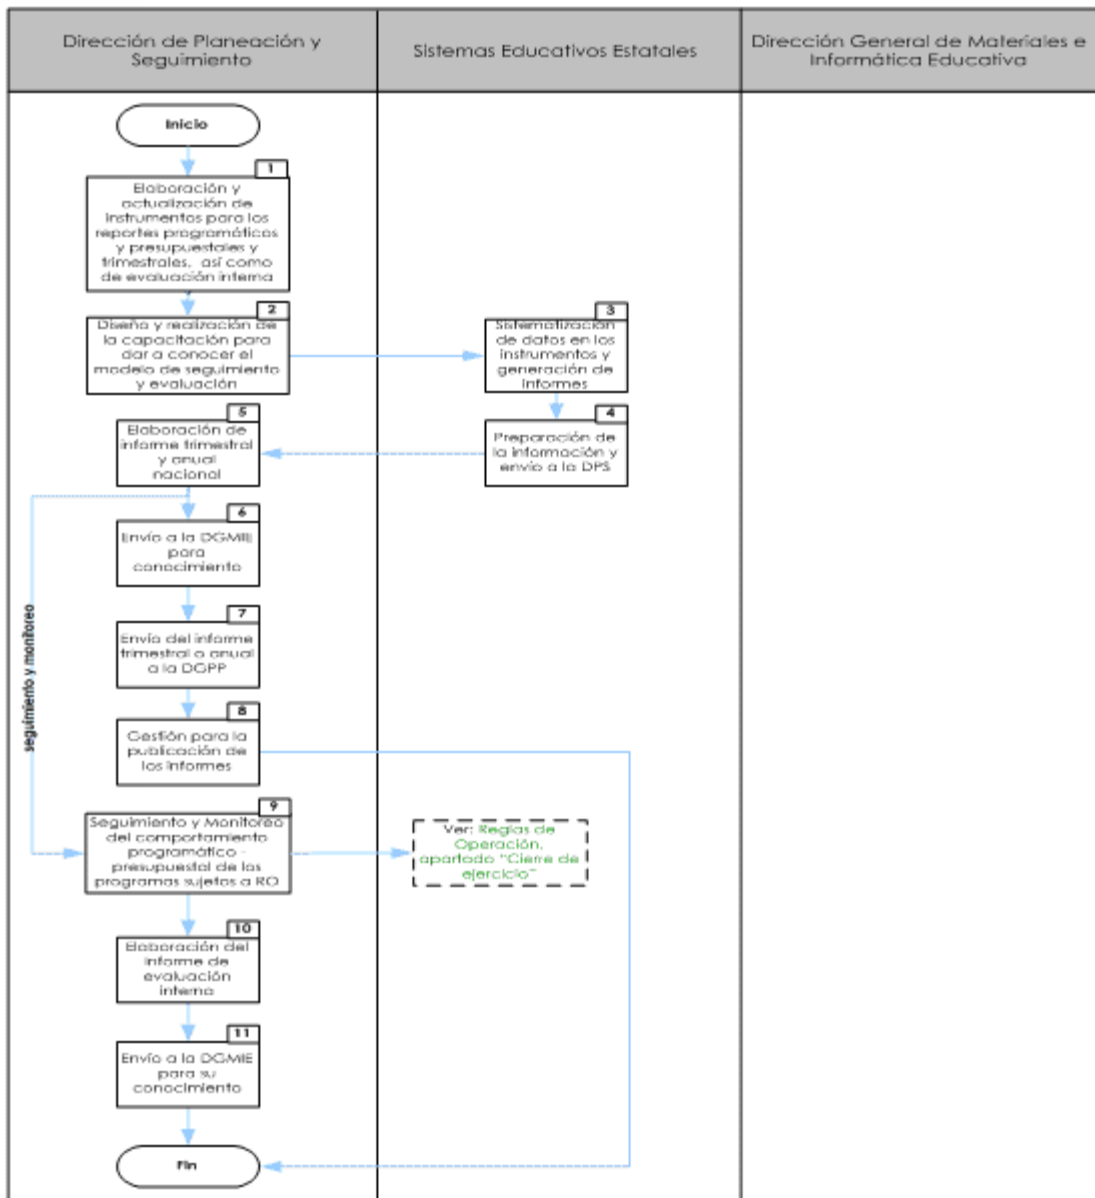 Dirección de Planeación y
Seguimiento
Sistemas Educativos Estatales
Dirección General de Materiales e
Informática Educativa
Inicio
1
Elaboración y
actualización de
instrumentos para los
reportes programáticos
y presupuestales y
trimestrales, así como
de evaluación interna
2
Diseño y realización de
la capacitación para
dar a conocer el
modelo de seguimiento
y evaluación
3
Sistematización
de datos en los
instrumentos y
generación de
informes
4
Preparación de
la información y
envío a la DPS
5
Elaboración de
informe trimestral
y anual
nacional
6
Envío a la DGMIE
para
conocimiento
7
Envío del informe
trimestral o anual
a la DGPP
8
Gestión para la
publicación de
los informes
seguimiento y monitoreo
9
Seguimiento y Monitoreo
del comportamiento
programático -
presupuestal de los
programas sujetos a RO
Ver: Reglas de
Operación,
apartado "Cierre de
ejercicio"
10
Elaboración del
informe de
evaluación
interna
11
Envío a la DGMIE
para su
conocimiento
Fin